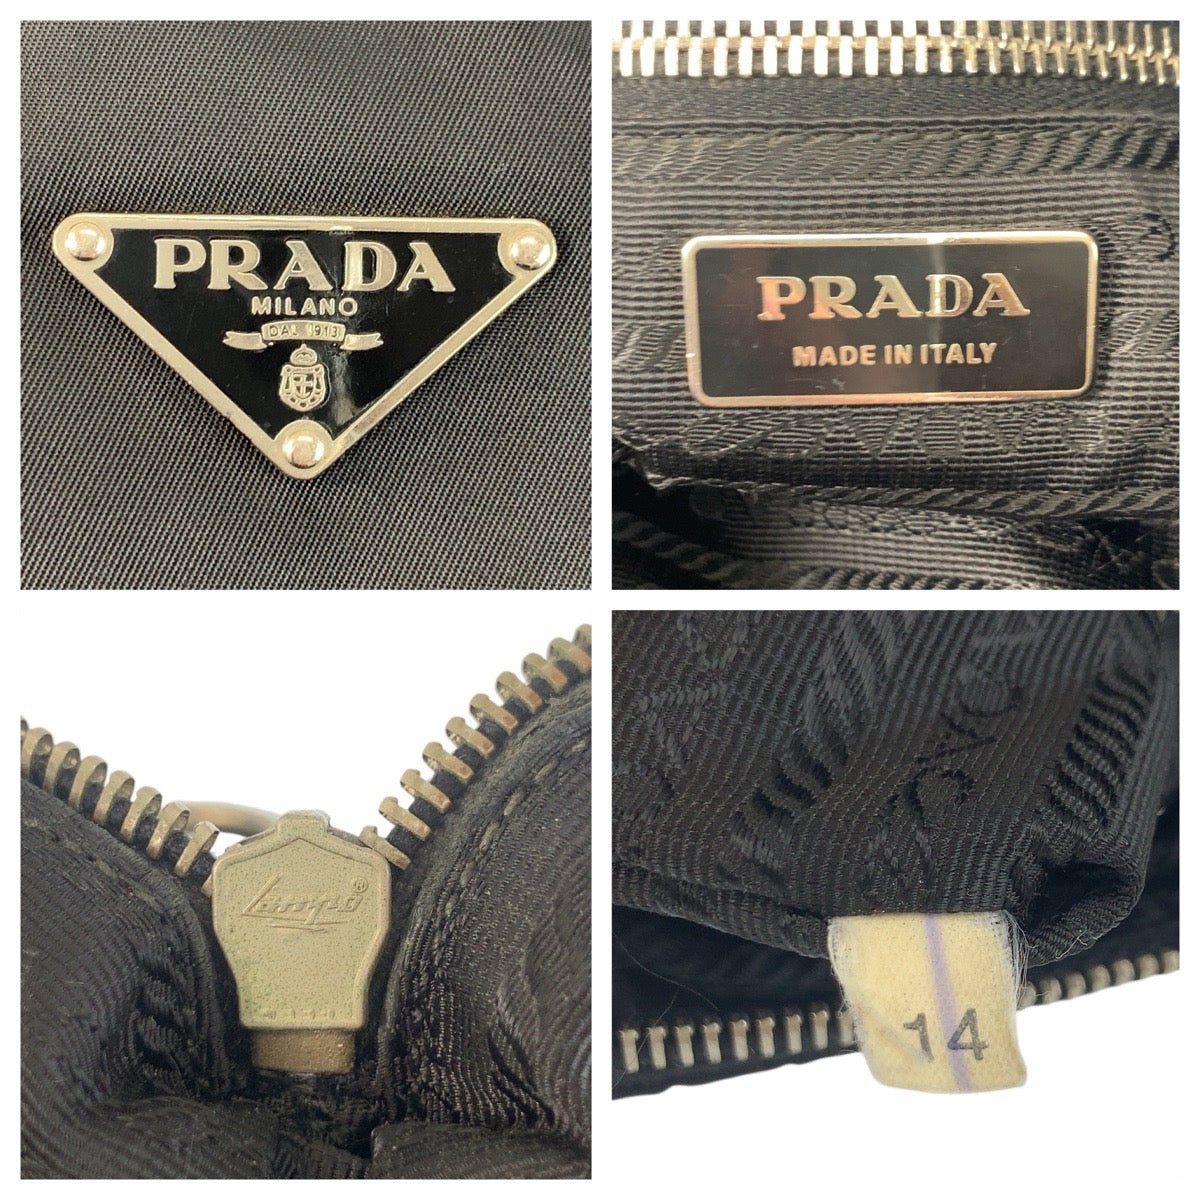 PRADA
MILANO
DAL 1913
PRADA
MADE IN ITALY
Lampo®
14